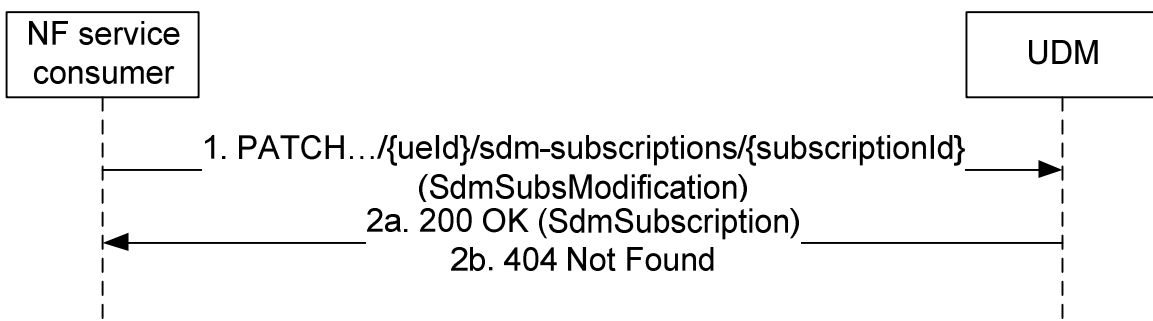 NF service
consumer
UDM
1. PATCH…/{ueId}/sdm-subscriptions/{subscriptionId}
(SdmSubsModification)
2a. 200 OK (SdmSubscription)
2b. 404 Not Found